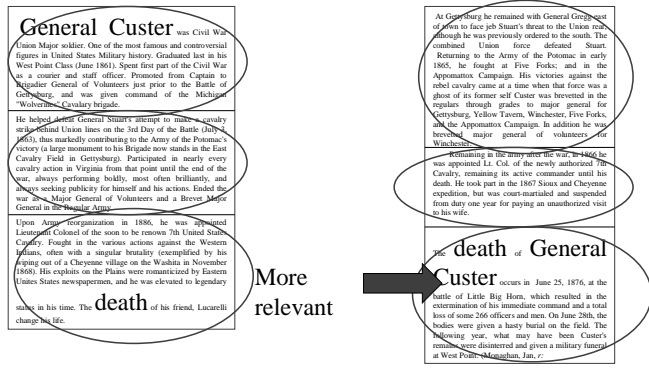 General Custer was Civil War
Union Major soldier. One of the most famous and controversial
figures in United States Military history. Graduated last in his
West Point Class (June 1861). Spent first part of the Civil War
as a courier and staff officer. Promoted from Captain to
Brigadier General of Volunteers just prior to the Battle of
Gettysburg, and was given command of the Michigan
"Wolverines" Cavalary brigade.
He helped defeat General Stuart's attempt to make a cavalry
strike behind Union lines on the 3rd Day of the Battle (July 3,
1863), thus markedly contributing to the Army of the Potomac's
victory (a large monument to his Brigade now stands in the East
Cavalry Field in Gettysburg). Participated in nearly every
cavalry action in Virginia from that point until the end of the
war, always performing boldly, most often brilliantly, and
always seeking publicity for himself and his actions. Ended the
war as a Major General of Volunteers and a Brevet Major
General in the Regular Army.
Upon Army reorganization in 1886, he was appointed
Lieutenant Colonel of the soon to be renown 7th United States
Cavalry. Fought in the various actions against the Western
Indians, often with a singular brutality (exemplified by his
wiping out of a Cheyenne village on the Washita in November
1868). His exploits on the Plains were romanticized by Eastern
Unites States newspapermen, and he was elevated to legendary
status in his time. The death of his friend, Lucarelli
change his life.
More
relevant
At Gettysburg he remained with General Gregg east
of town to face jeb Stuart's threat to the Union rear,
although he was previously ordered to the south. The
combined Union force defeated Stuart.
Returning to the Army of the Potomac in early
1865, he fought at Five Forks; and in the
Appomattox Campaign. His victories against the
rebel cavalry came at a time when that force was a
ghost of its former self Custer was brevetted in the
regulars through grades to major general for
Gettysburg, Yellow Tavern, Winchester, Five Forks,
and the Appomattox Campaign. In addition he was
brevetted major general of volunteers for
Winchester.
Remaining in the army after the war, in 1866 he
was appointed Lt. Col. of the newly authorized 7th
Cavalry, remaining its active commander until his
death. He took part in the 1867 Sioux and Cheyenne
expedition, but was court-martialed and suspended
from duty one year for paying an unauthorized visit
to his wife.
The death of General
Custer occurs in June 25, 1876, at the
battle of Little Big Horn, which resulted in the
extermination of his immediate command and a total
loss of some 266 officers and men. On June 28th, the
bodies were given a hasty burial on the field. The
following year, what may have been Custer's
remains were disinterred and given a military funeral
at West Point. (Monaghan, Jan, r: